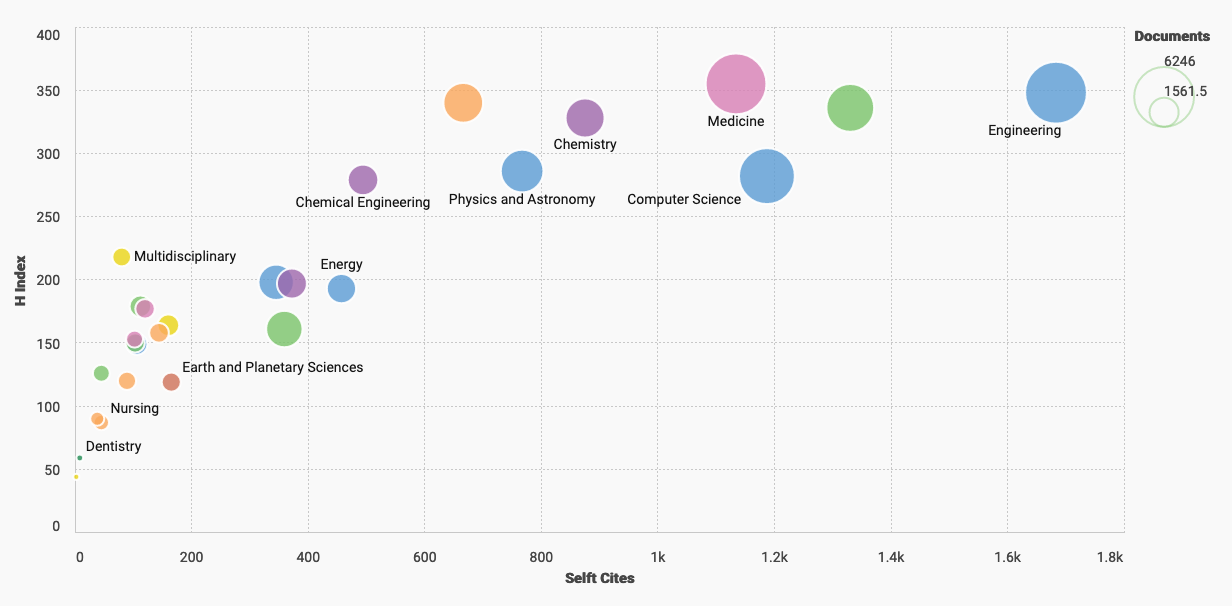 Documents
6246
1561.5
400
350
300
250
200
150
100
50
0
H Index
Medicine
Engineering
Chemistry
Chemical Engineering
Physics and Astronomy
Computer Science
Multidisciplinary
Energy
Earth and Planetary Sciences
Nursing
Dentistry
0 200 400 600 800 1k 1.2k 1.4k 1.6k 1.8k
Selft Cites